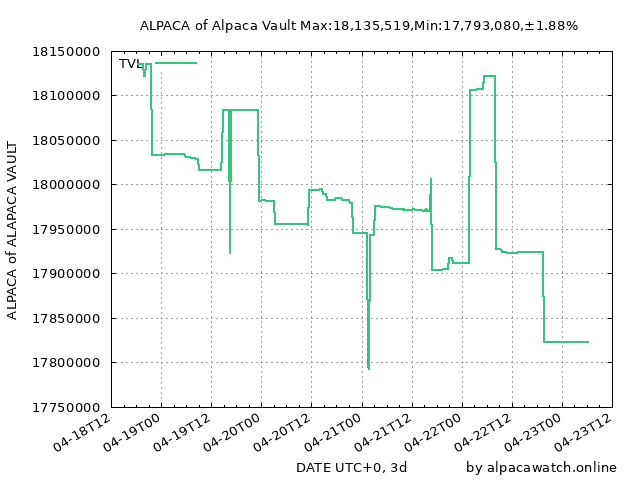 ALPACA of Alpaca Vault Max:18,135,519,Min:17,793,080,±1.88%
TVL
18150000
18100000
18050000
18000000
17950000
17900000
17850000
17800000
17750000
ALPACA of ALAPACA VAULT
04-18T12
04-19T00
04-19T12
04-20T00
04-20T12
04-21T00
04-21T12
04-22T00
04-22T12
04-23T00
04-23T12
DATE UTC+0, 3d
by alpacawatch.online